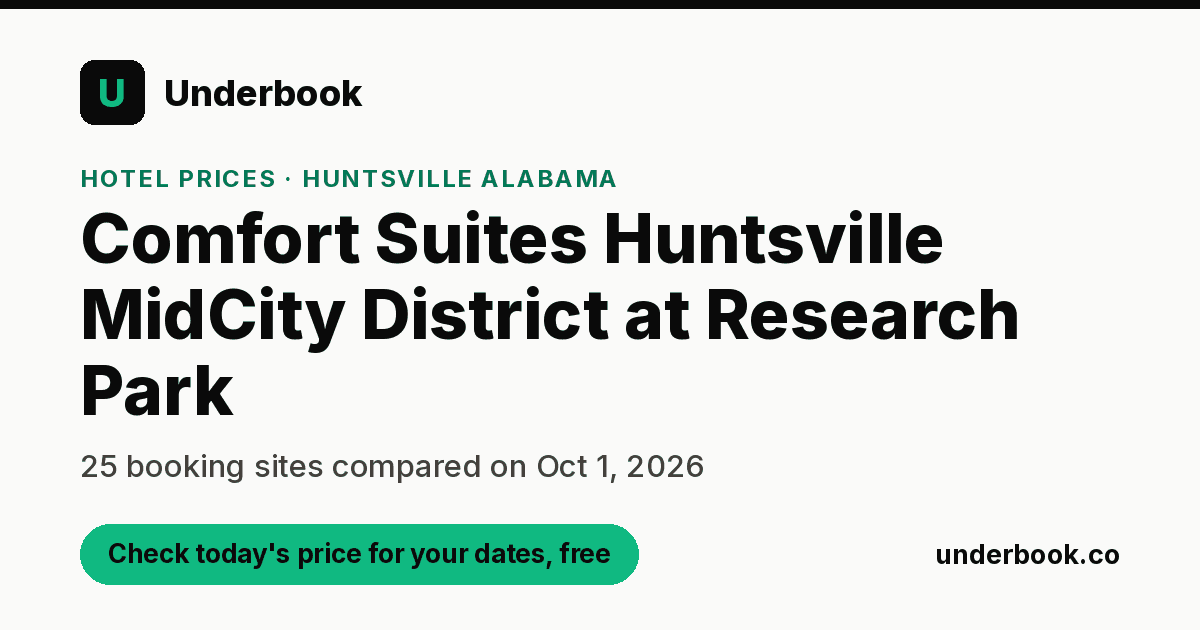 U Underbook
HOTEL PRICES · HUNTSVILLE ALABAMA
Comfort Suites Huntsville
MidCity District at Research
Park
25 booking sites compared on Oct 1, 2026
Check today's price for your dates, free
underbook.co